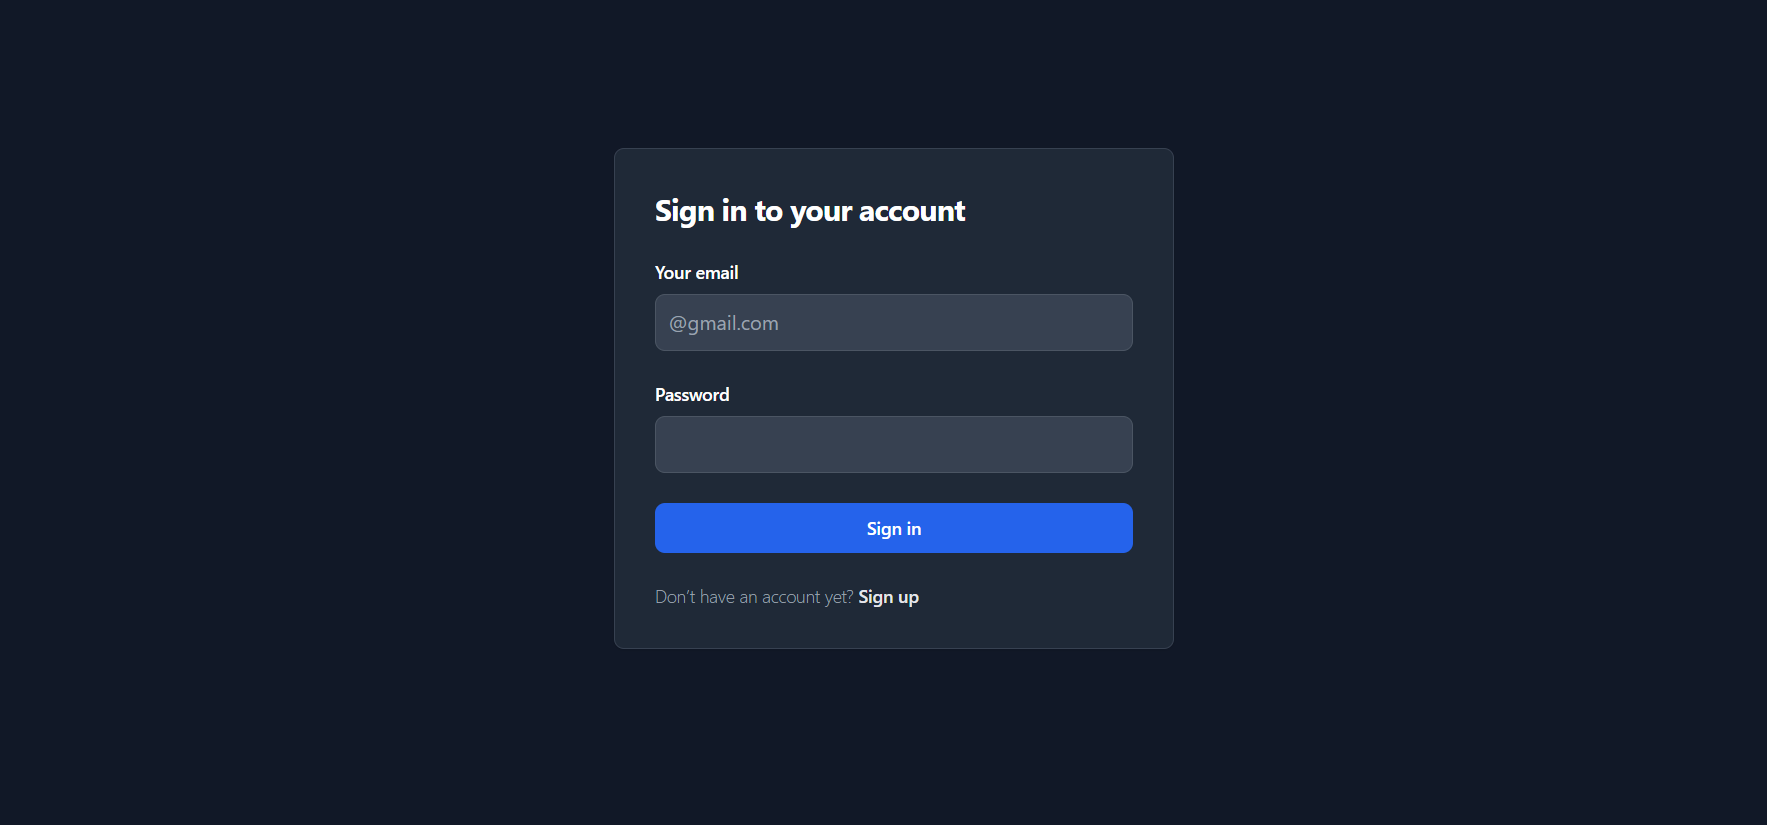 Sign in to your account
Your email
@gmail.com
Password
Sign in
Don't have an account yet? Sign up